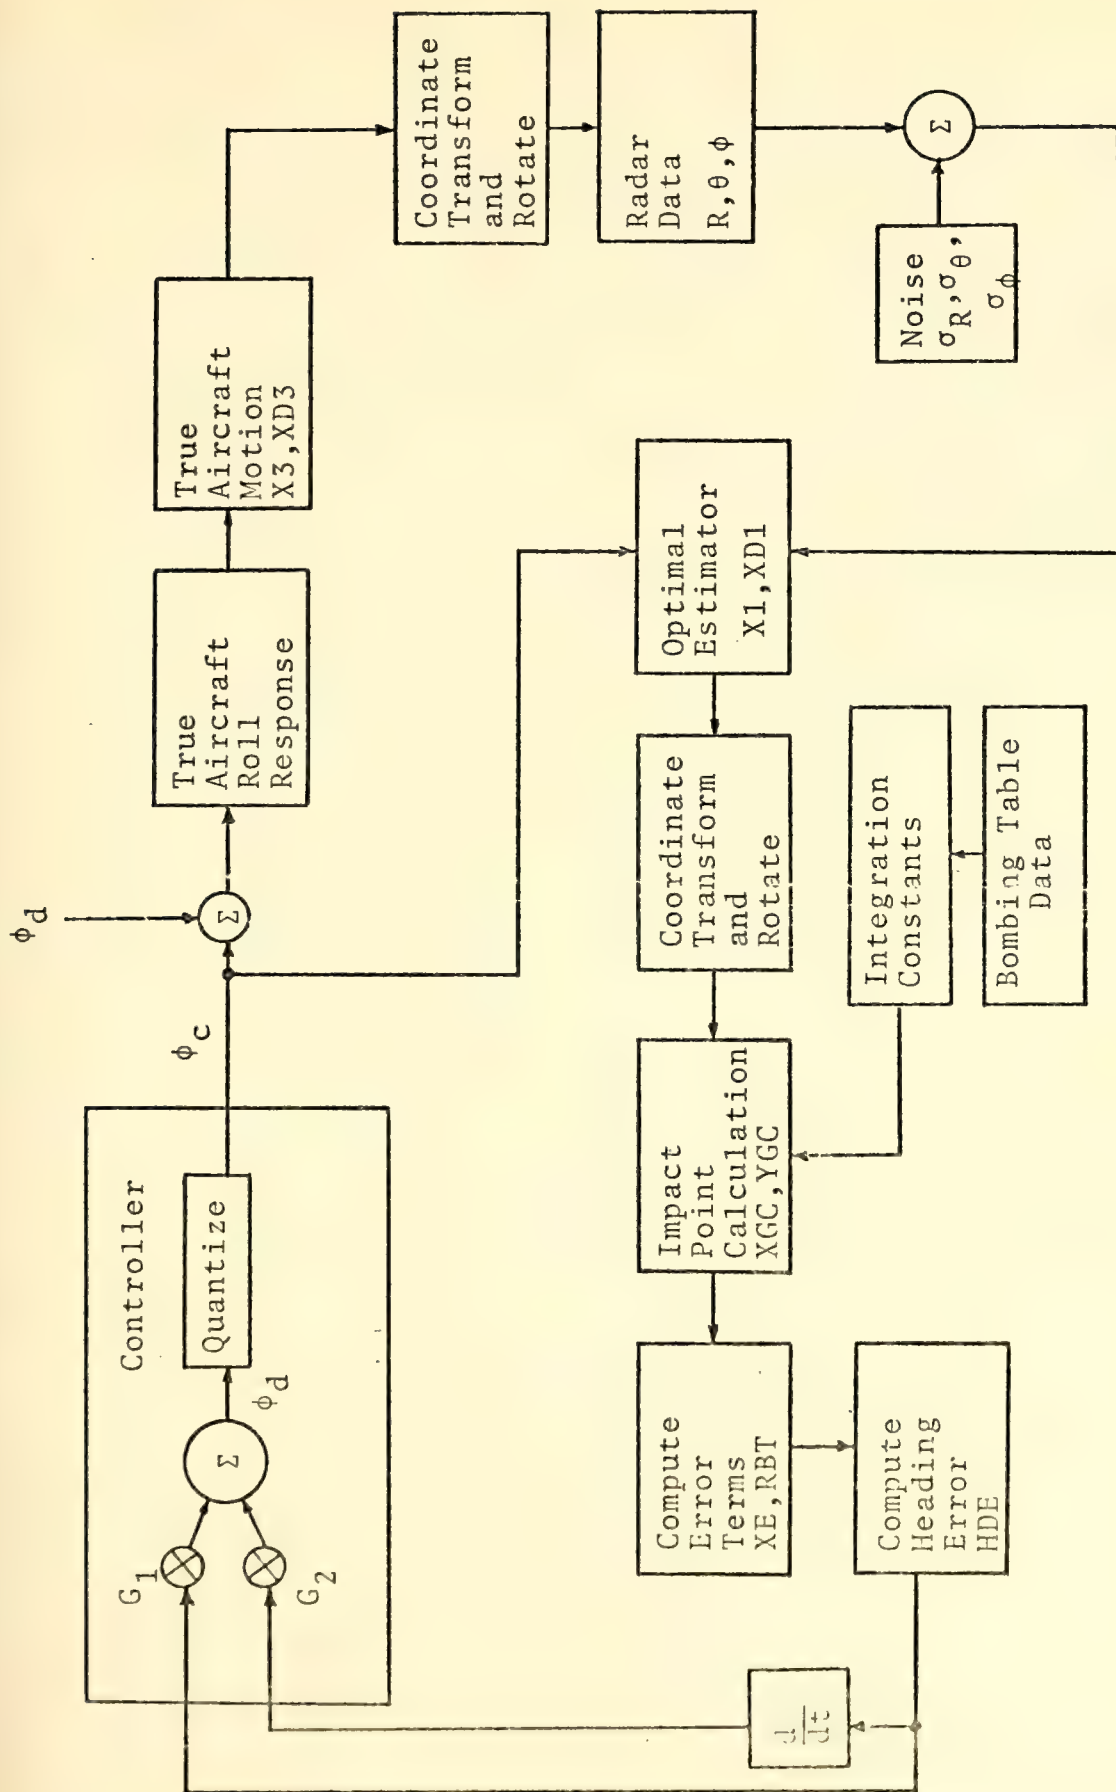 Controller
G1
G2
Σ
ϕd
Quantize
ϕc
ϕd
Σ
True
Aircraft
Roll
Response
True
Aircraft
Motion
X3,XD3
Coordinate
Transform
and
Rotate
Radar
Data
R,θ,ϕ
Noise
σR,σθ,
σϕ
Σ
Optimal
Estimator
X1,XD1
Coordinate
Transform
and
Rotate
Impact
Point
Calculation
XGC,YGC
Integration
Constants
Bombing Table
Data
Compute
Error
Terms
XE,RBT
Compute
Heading
Error
HDE
d
dt